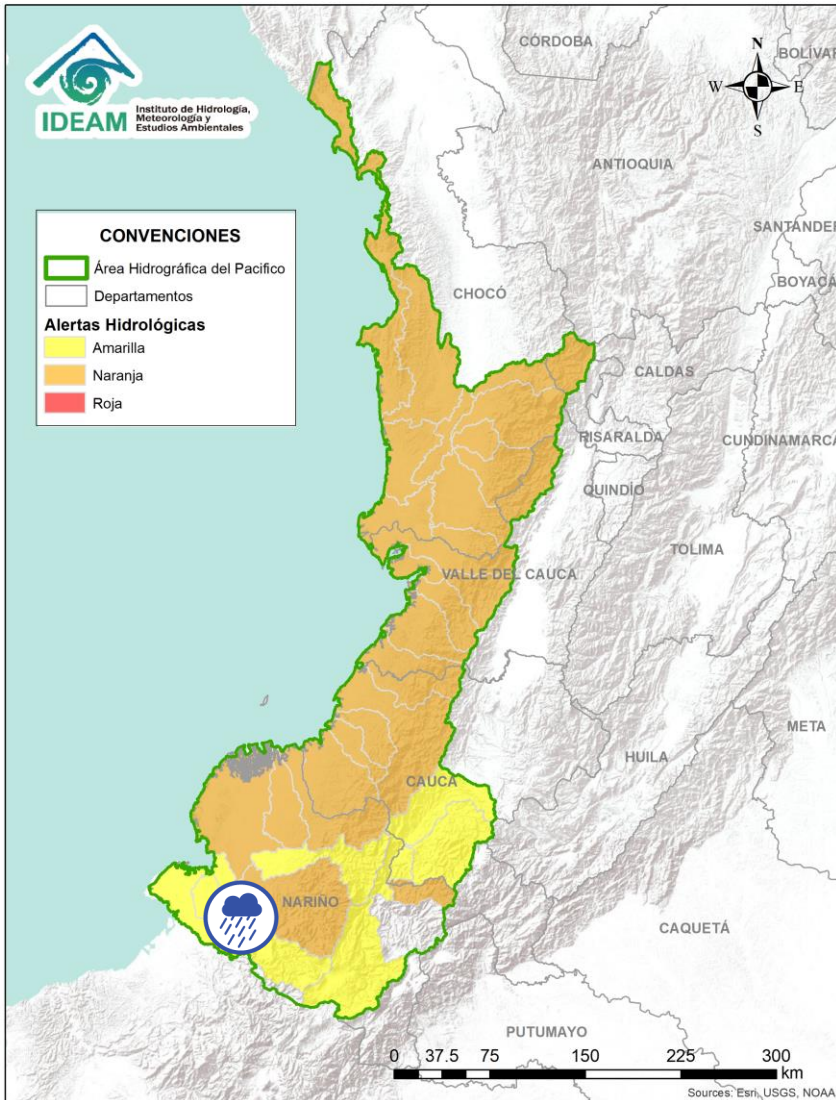 CÓRDOBA
BOLÍVAR
N
W
E
S
IDEAM
Instituto de Hidrología,
Meteorología y
Estudios Ambientales
ANTIOQUIA
SANTANDER
BOYACÁ
CONVENCIONES
Área Hidrográfica del Pacifico
Departamentos
Alertas Hidrológicas
Amarilla
Naranja
Roja
CHOCÓ
CALDAS
RISARALDA
CUNDINAMARCA
QUINDÍO
TOLIMA
VALLE DEL CAUCA
META
HUILA
CAUCA
NARIÑO
CAQUETÁ
PUTUMAYO
0 37.5 75 150 225 300
km
Sources: Esri, USGS, NOAA